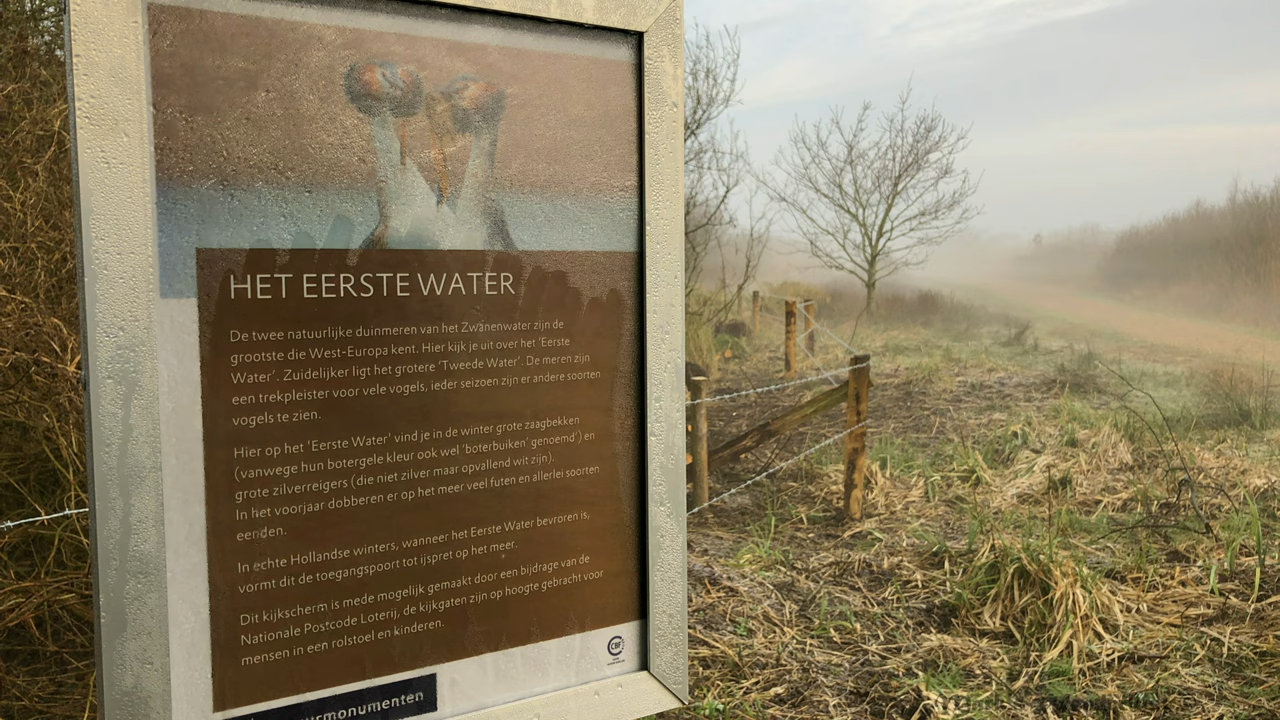 HET EERSTE WATER
De twee natuurlijke duinmeren van het Zwanenwater zijn de
grootste die West-Europa kent. Hier kijk je uit over het 'Eerste
Water'. Zuidelijker ligt het grotere 'Tweede Water'. De meren zijn
een trekpleister voor vele vogels, ieder seizoen zijn er andere soorten
vogels te zien.
Hier op het 'Eerste Water' vind je in de winter grote zaagbekken
(vanwege hun botergele kleur ook wel 'boterbuiken' genoemd') en
grote zilverreigers (die niet zilver maar opvallend wit zijn).
In het voorjaar dobberen er op het meer veel futen en allerlei soorten
eenden.
In echte Hollandse winters, wanneer het Eerste Water bevroren is,
vormt dit de toegangspoort tot ijspret op het meer.
Dit kijkscherm is mede mogelijk gemaakt door een bijdrage van de
Nationale Postcode Loterij, de kijkgaten zijn op hoogte gebracht voor
mensen in een rolstoel en kinderen.
CBF
urmonumenten